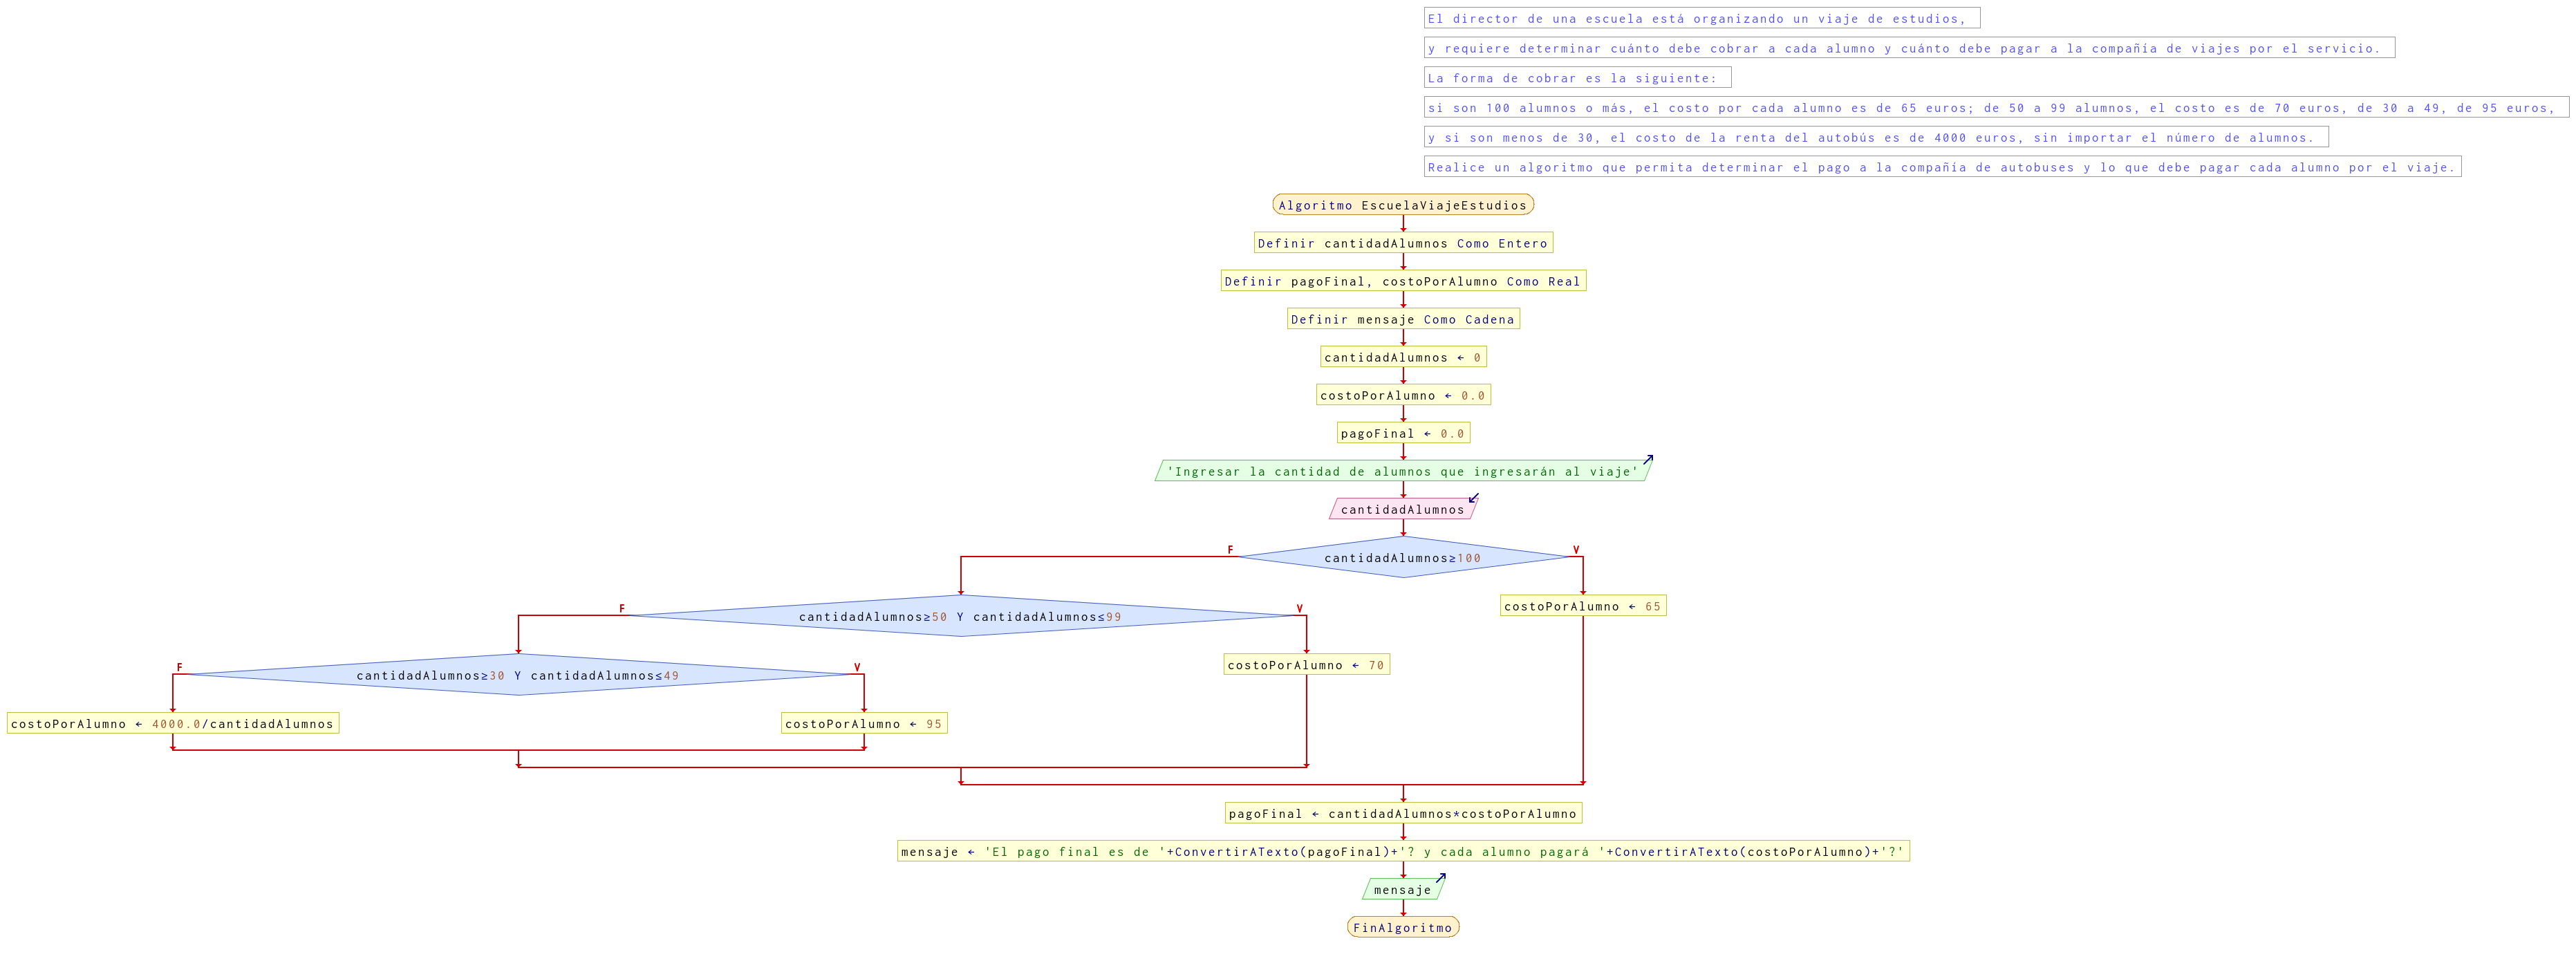 El director de una escuela está organizando un viaje de estudios,
y requiere determinar cuánto debe cobrar a cada alumno y cuánto debe pagar a la compañía de viajes por el servicio.
La forma de cobrar es la siguiente:
si son 100 alumnos o más, el costo por cada alumno es de 65 euros; de 50 a 99 alumnos, el costo es de 70 euros, de 30 a 49, de 95 euros,
y si son menos de 30, el costo de la renta del autobús es de 4000 euros, sin importar el número de alumnos.
Realice un algoritmo que permita determinar el pago a la compañía de autobuses y lo que debe pagar cada alumno por el viaje.
Algoritmo EscuelaViajeEstudios
Definir cantidadAlumnos Como Entero
Definir pagoFinal, costoPorAlumno Como Real
Definir mensaje Como Cadena
cantidadAlumnos ← 0
costoPorAlumno ← 0.0
pagoFinal ← 0.0
'Ingresar la cantidad de alumnos que ingresarán al viaje'
cantidadAlumnos
F V
cantidadAlumnos≥100
F V
costoPorAlumno ← 65
cantidadAlumnos≥50 Y cantidadAlumnos≤99
F V
costoPorAlumno ← 70
cantidadAlumnos≥30 Y cantidadAlumnos≤49
costoPorAlumno ← 4000.0/cantidadAlumnos
costoPorAlumno ← 95
pagoFinal ← cantidadAlumnos*costoPorAlumno
mensaje ← 'El pago final es de '+ConvertirATexto(pagoFinal)+'? y cada alumno pagará '+ConvertirATexto(costoPorAlumno)+'?'
mensaje
FinAlgoritmo